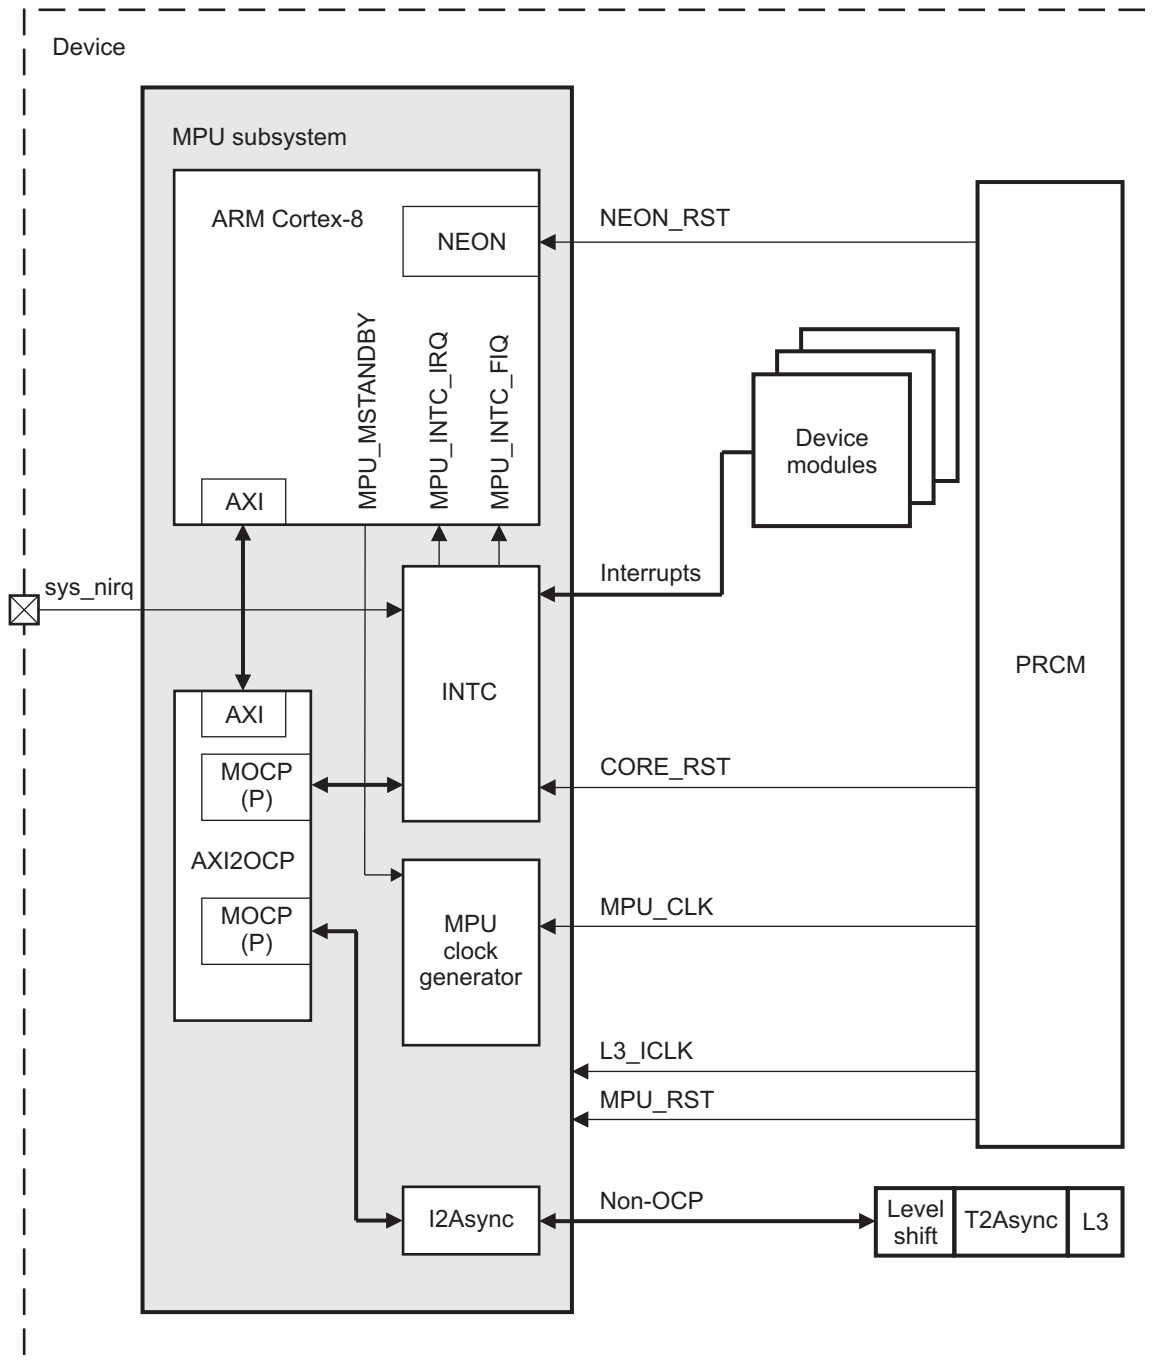 Device
MPU subsystem
ARM Cortex-8
NEON
NEON_RST
MPU_MSTANDBY
MPU_INTC_IRQ
MPU_INTC_FIQ
Device
modules
AXI
sys_nirq
Interrupts
INTC
PRCM
AXI
MOCP
(P)
CORE_RST
AXI2OCP
MOCP
(P)
MPU
clock
generator
MPU_CLK
L3_ICLK
MPU_RST
I2Async
Non-OCP
Level
shift
T2Async
L3